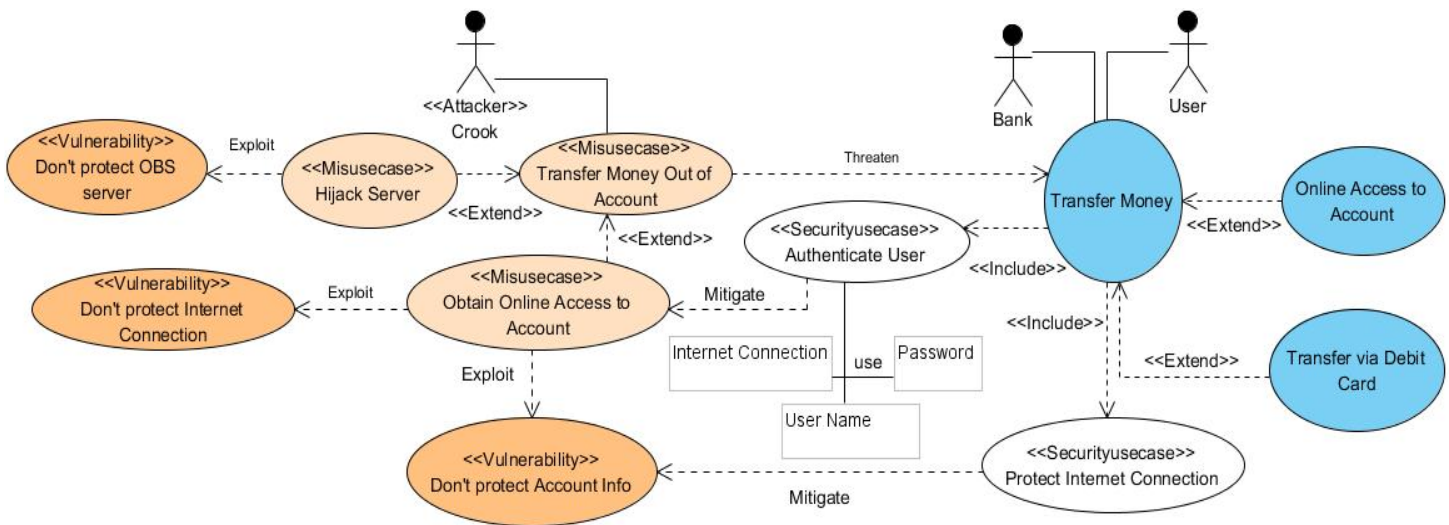 <<Attacker>>
Crook
Bank
User
<<Vulnerability>>
Don't protect OBS
server
Exploit
<<Misusecase>>
Hijack Server
<<Extend>>
<<Misusecase>>
Transfer Money Out of
Account
Threaten
Transfer Money
Online Access to
Account
<<Extend>>
<<Extend>>
<<Securityusecase>>
Authenticate User
<<Include>>
<<Vulnerability>>
Don't protect Internet
Connection
Exploit
<<Misusecase>>
Obtain Online Access to
Account
Mitigate
<<Include>>
Internet Connection
use
Password
User Name
<<Extend>>
Transfer via Debit
Card
Exploit
<<Vulnerability>>
Don't protect Account Info
Mitigate
<<Securityusecase>>
Protect Internet Connection